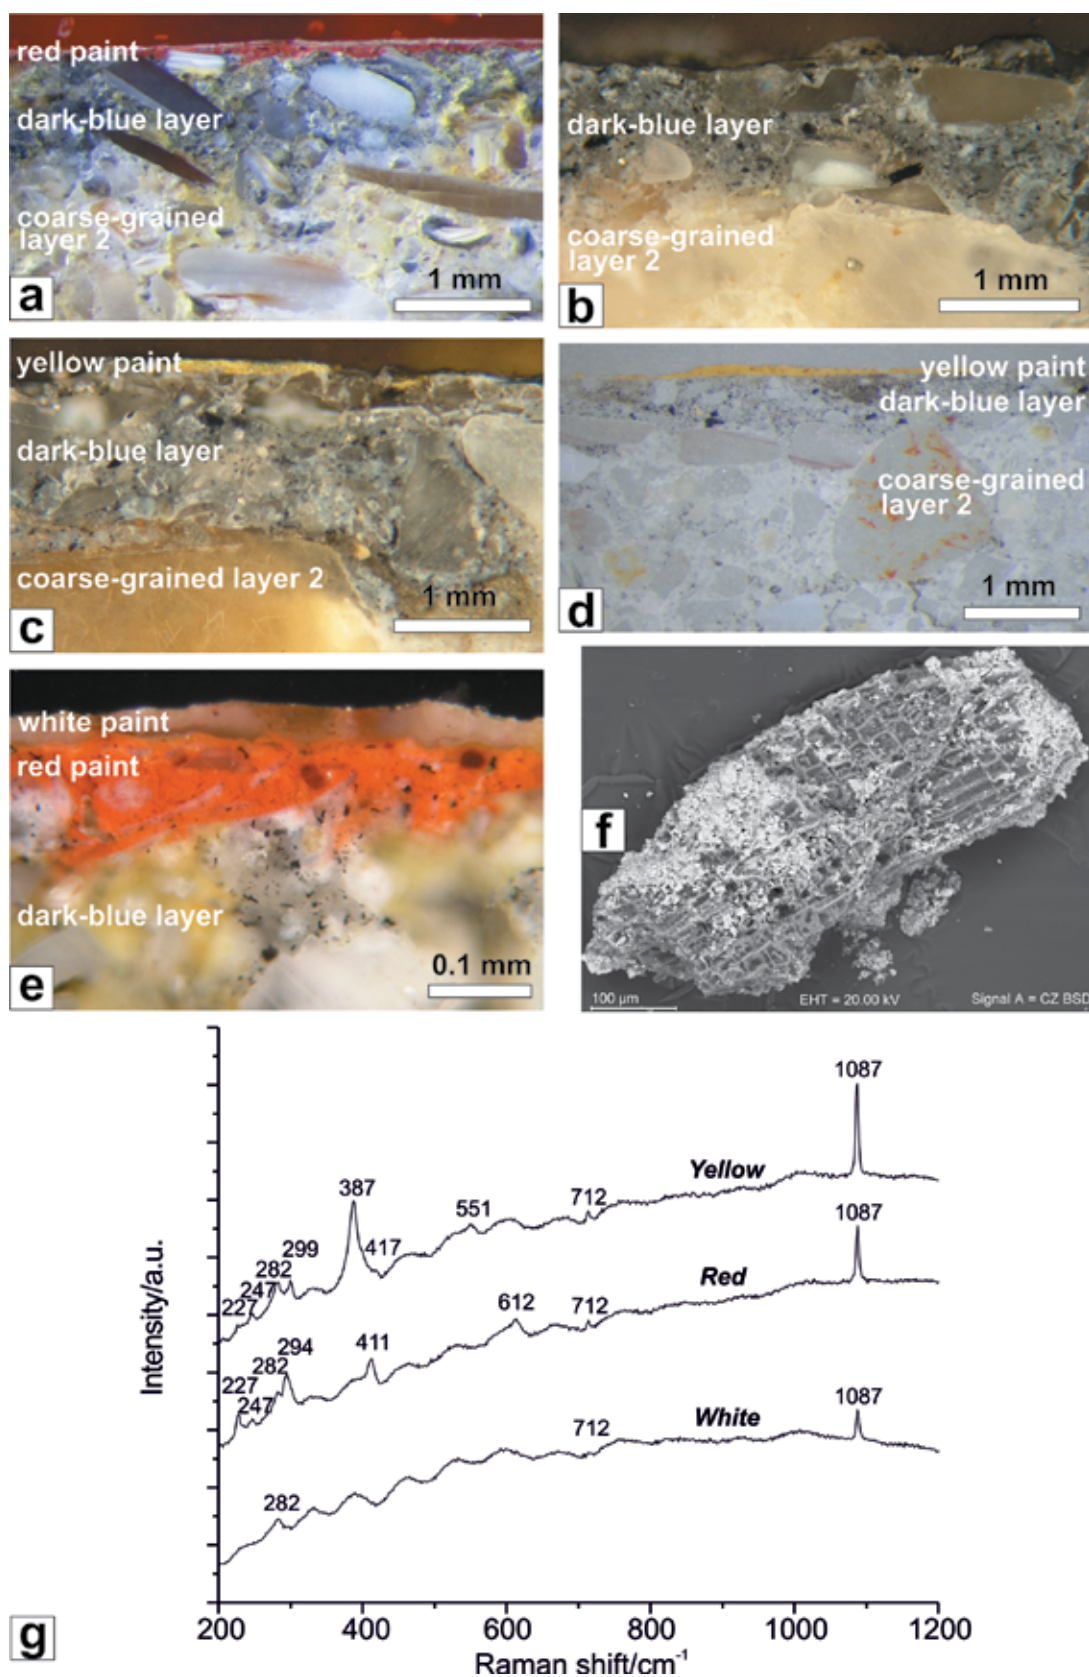 red paint
dark-blue layer
coarse-grained
layer 2
1 mm
a
dark-blue layer
coarse-grained
layer 2
1 mm
b
yellow paint
dark-blue layer
coarse-grained layer 2
1 mm
c
yellow paint
dark-blue layer
coarse-grained
layer 2
1 mm
d
white paint
red paint
dark-blue layer
0.1 mm
e
f
100 µm
EHT = 20.00 kV
Signal A = CZ BSD
1087
Yellow
387
551
712
417
299
282
247
227
1087
Red
612
712
411
294
282
227
247
1087
White
712
282
Intensity/a.u.
200
400
600
800
1000
1200
Raman shift/cm⁻¹
g